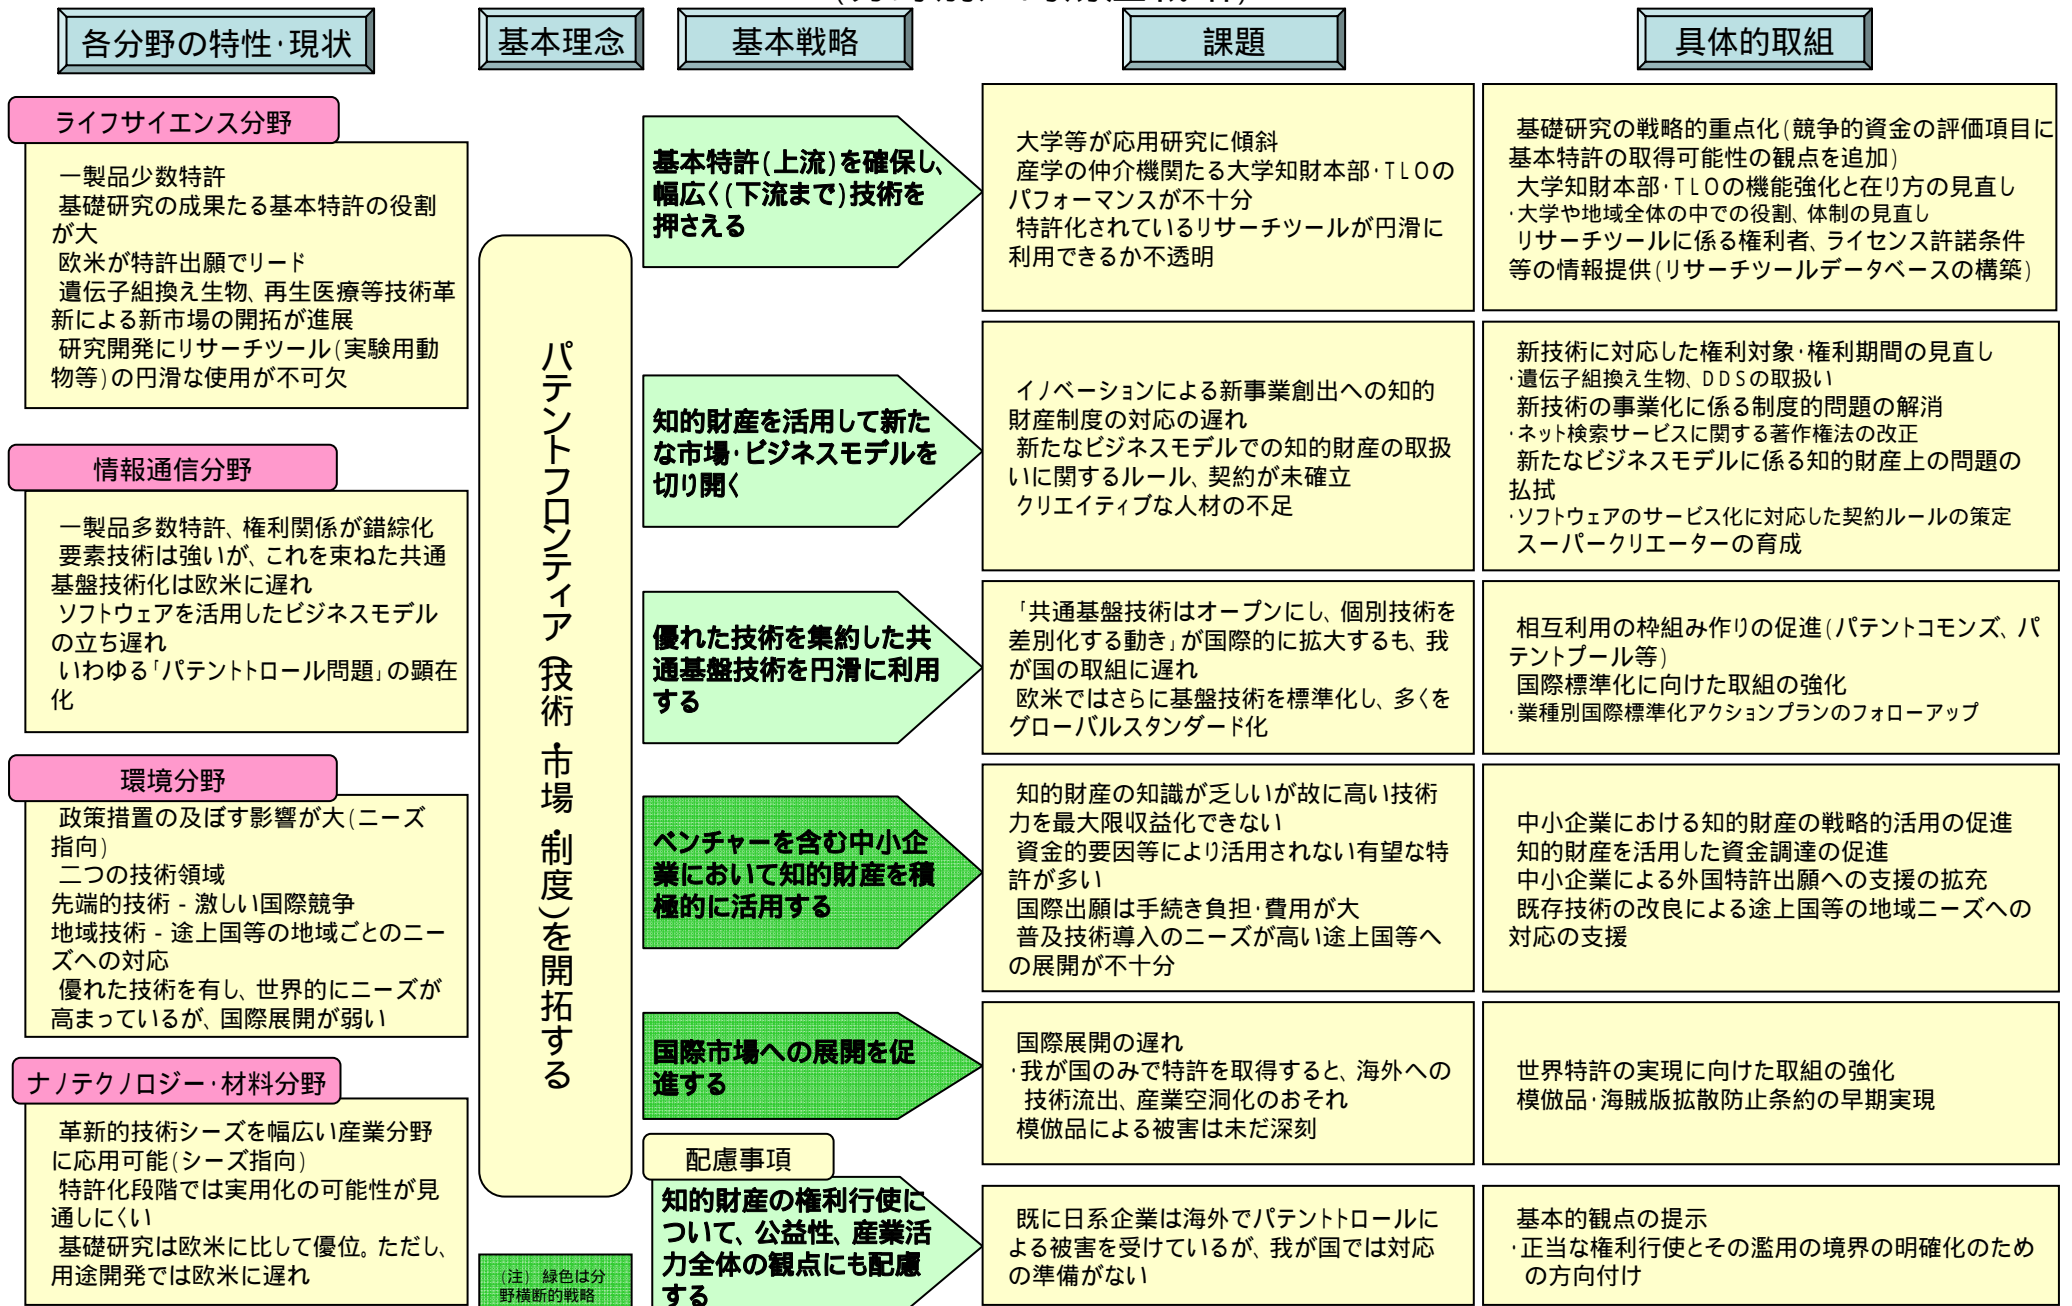 各分野の特性・現状
基本理念
基本戦略
課題
具体的取組
ライフサイエンス分野
一製品少数特許
基礎研究の成果たる基本特許の役割
が大
欧米が特許出願でリード
遺伝子組換え生物、再生医療等技術革
新による新市場の開拓が進展
研究開発にリサーチツール(実験用動
物等)の円滑な使用が不可欠
情報通信分野
一製品多数特許、権利関係が錯綜化
要素技術は強いが、これを束ねた共通
基盤技術化は欧米に遅れ
ソフトウェアを活用したビジネスモデル
の立ち遅れ
いわゆる「パテントトロール問題」の顕在
化
環境分野
政策措置の及ぼす影響が大(ニーズ
指向)
二つの技術領域
先端的技術 - 激しい国際競争
地域技術 - 途上国等の地域ごとのニー
ズへの対応
優れた技術を有し、世界的にニーズが
高まっているが、国際展開が弱い
ナノテクノロジー・材料分野
革新的技術シーズを幅広い産業分野
に応用可能(シーズ指向)
特許化段階では実用化の可能性が見
通しにくい
基礎研究は欧米に比して優位。ただし、
用途開発では欧米に遅れ
パテントフロンティア(技術・市場・制度)を開拓する
(注) 緑色は分
野横断的戦略
基本特許(上流)を確保し、
幅広く(下流まで)技術を
押さえる
大学等が応用研究に傾斜
産学の仲介機関たる大学知財本部・TLOの
パフォーマンスが不十分
特許化されているリサーチツールが円滑に
利用できるか不透明
基礎研究の戦略的重点化(競争的資金の評価項目に
基本特許の取得可能性の観点を追加)
大学知財本部・TLOの機能強化と在り方の見直し
・大学や地域全体の中での役割、体制の見直し
リサーチツールに係る権利者、ライセンス許諾条件
等の情報提供(リサーチツールデータベースの構築)
知的財産を活用して新た
な市場・ビジネスモデルを
切り開く
イノベーションによる新事業創出への知的
財産制度の対応の遅れ
新たなビジネスモデルでの知的財産の取扱
いに関するルール、契約が未確立
クリエイティブな人材の不足
新技術に対応した権利対象・権利期間の見直し
・遺伝子組換え生物、DDSの取扱い
新技術の事業化に係る制度的問題の解消
・ネット検索サービスに関する著作権法の改正
新たなビジネスモデルに係る知的財産上の問題の
払拭
・ソフトウェアのサービス化に対応した契約ルールの策定
スーパークリエーターの育成
優れた技術を集約した共
通基盤技術を円滑に利用
する
「共通基盤技術はオープンにし、個別技術を
差別化する動き」が国際的に拡大するも、我
が国の取組に遅れ
欧米ではさらに基盤技術を標準化し、多くを
グローバルスタンダード化
相互利用の枠組み作りの促進(パテントコモンズ、パ
テントプール等)
国際標準化に向けた取組の強化
・業種別国際標準化アクションプランのフォローアップ
ベンチャーを含む中小企
業において知的財産を積
極的に活用する
知的財産の知識が乏しいが故に高い技術
力を最大限収益化できない
資金的要因等により活用されない有望な特
許が多い
国際出願は手続き負担・費用が大
普及技術導入のニーズが高い途上国等へ
の展開が不十分
中小企業における知的財産の戦略的活用の促進
知的財産を活用した資金調達の促進
中小企業による外国特許出願への支援の拡充
既存技術の改良による途上国等の地域ニーズへの
対応の支援
国際市場への展開を促
進する
国際展開の遅れ
・我が国のみで特許を取得すると、海外への
技術流出、産業空洞化のおそれ
模倣品による被害は未だ深刻
世界特許の実現に向けた取組の強化
模倣品・海賊版拡散防止条約の早期実現
配慮事項
知的財産の権利行使に
ついて、公益性、産業活
力全体の観点にも配慮
する
既に日系企業は海外でパテントトロールに
よる被害を受けているが、我が国では対応
の準備がない
基本的観点の提示
・正当な権利行使とその濫用の境界の明確化のため
の方向付け